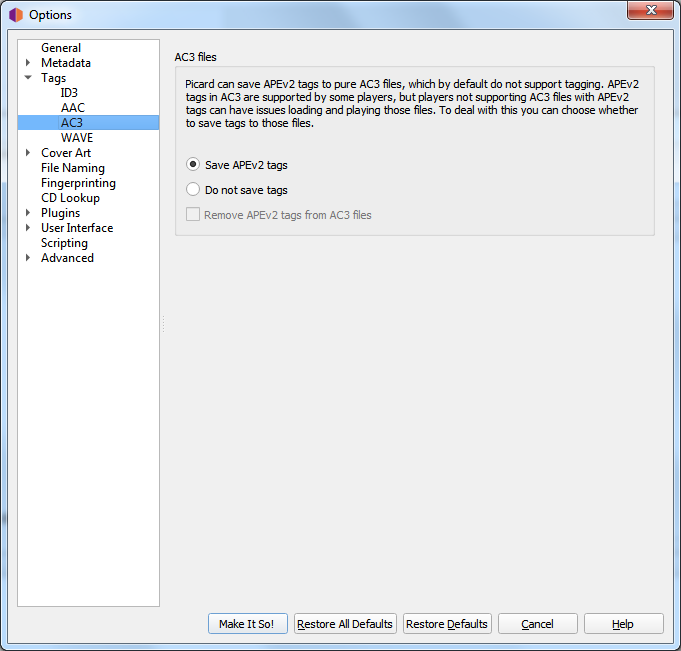 Options
General
Metadata
Tags
ID3
AAC
AC3
WAVE
Cover Art
File Naming
Fingerprinting
CD Lookup
Plugins
User Interface
Scripting
Advanced
AC3 files
Picard can save APEv2 tags to pure AC3 files, which by default do not support tagging. APEv2
tags in AC3 are supported by some players, but players not supporting AC3 files with APEv2
tags can have issues loading and playing those files. To deal with this you can choose whether
to save tags to those files.
Save APEv2 tags
Do not save tags
Remove APEv2 tags from AC3 files
Make It So!
Restore All Defaults
Restore Defaults
Cancel
Help